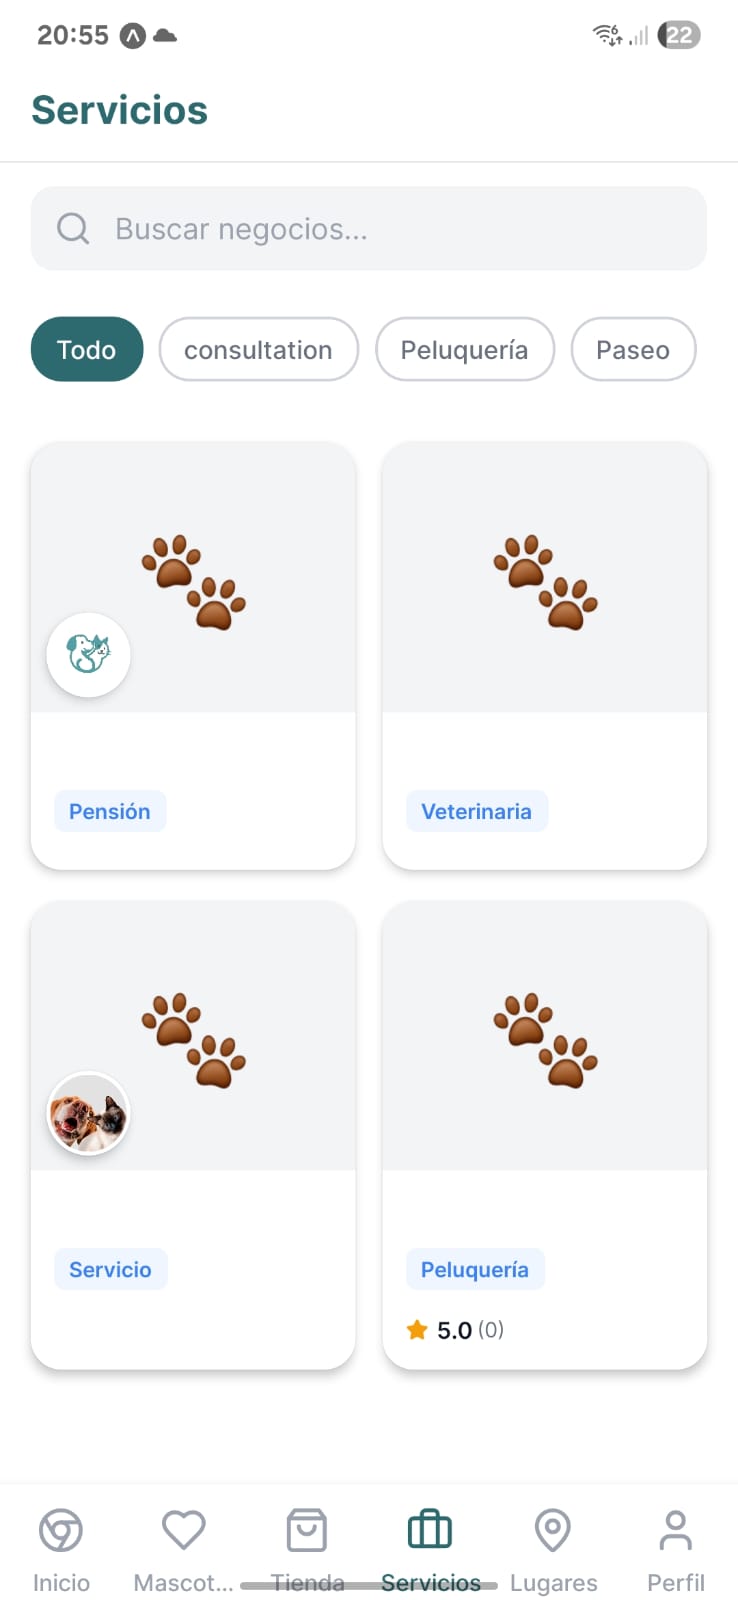 20:55 22
Servicios
Buscar negocios...
Todo consultation Peluquería Paseo
Pensión Veterinaria
Servicio Peluquería
5.0 (0)
Inicio Mascot... Tienda Servicios Lugares Perfil